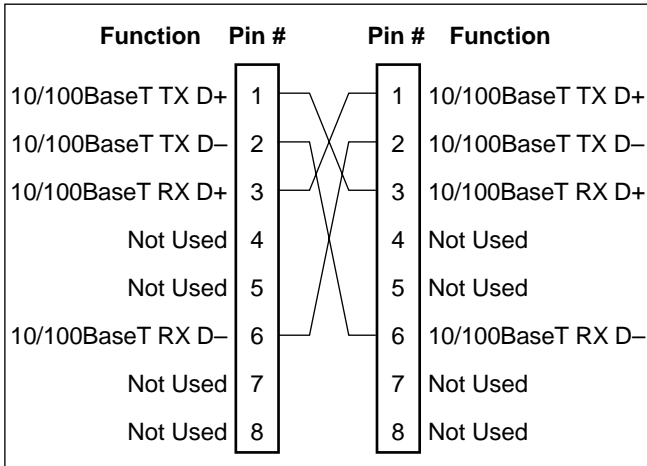 Function Pin # Pin # Function
10/100BaseT TX D+ 1 1 10/100BaseT TX D+
10/100BaseT TX D– 2 2 10/100BaseT TX D–
10/100BaseT RX D+ 3 3 10/100BaseT RX D+
Not Used 4 4 Not Used
Not Used 5 5 Not Used
10/100BaseT RX D– 6 6 10/100BaseT RX D–
Not Used 7 7 Not Used
Not Used 8 8 Not Used